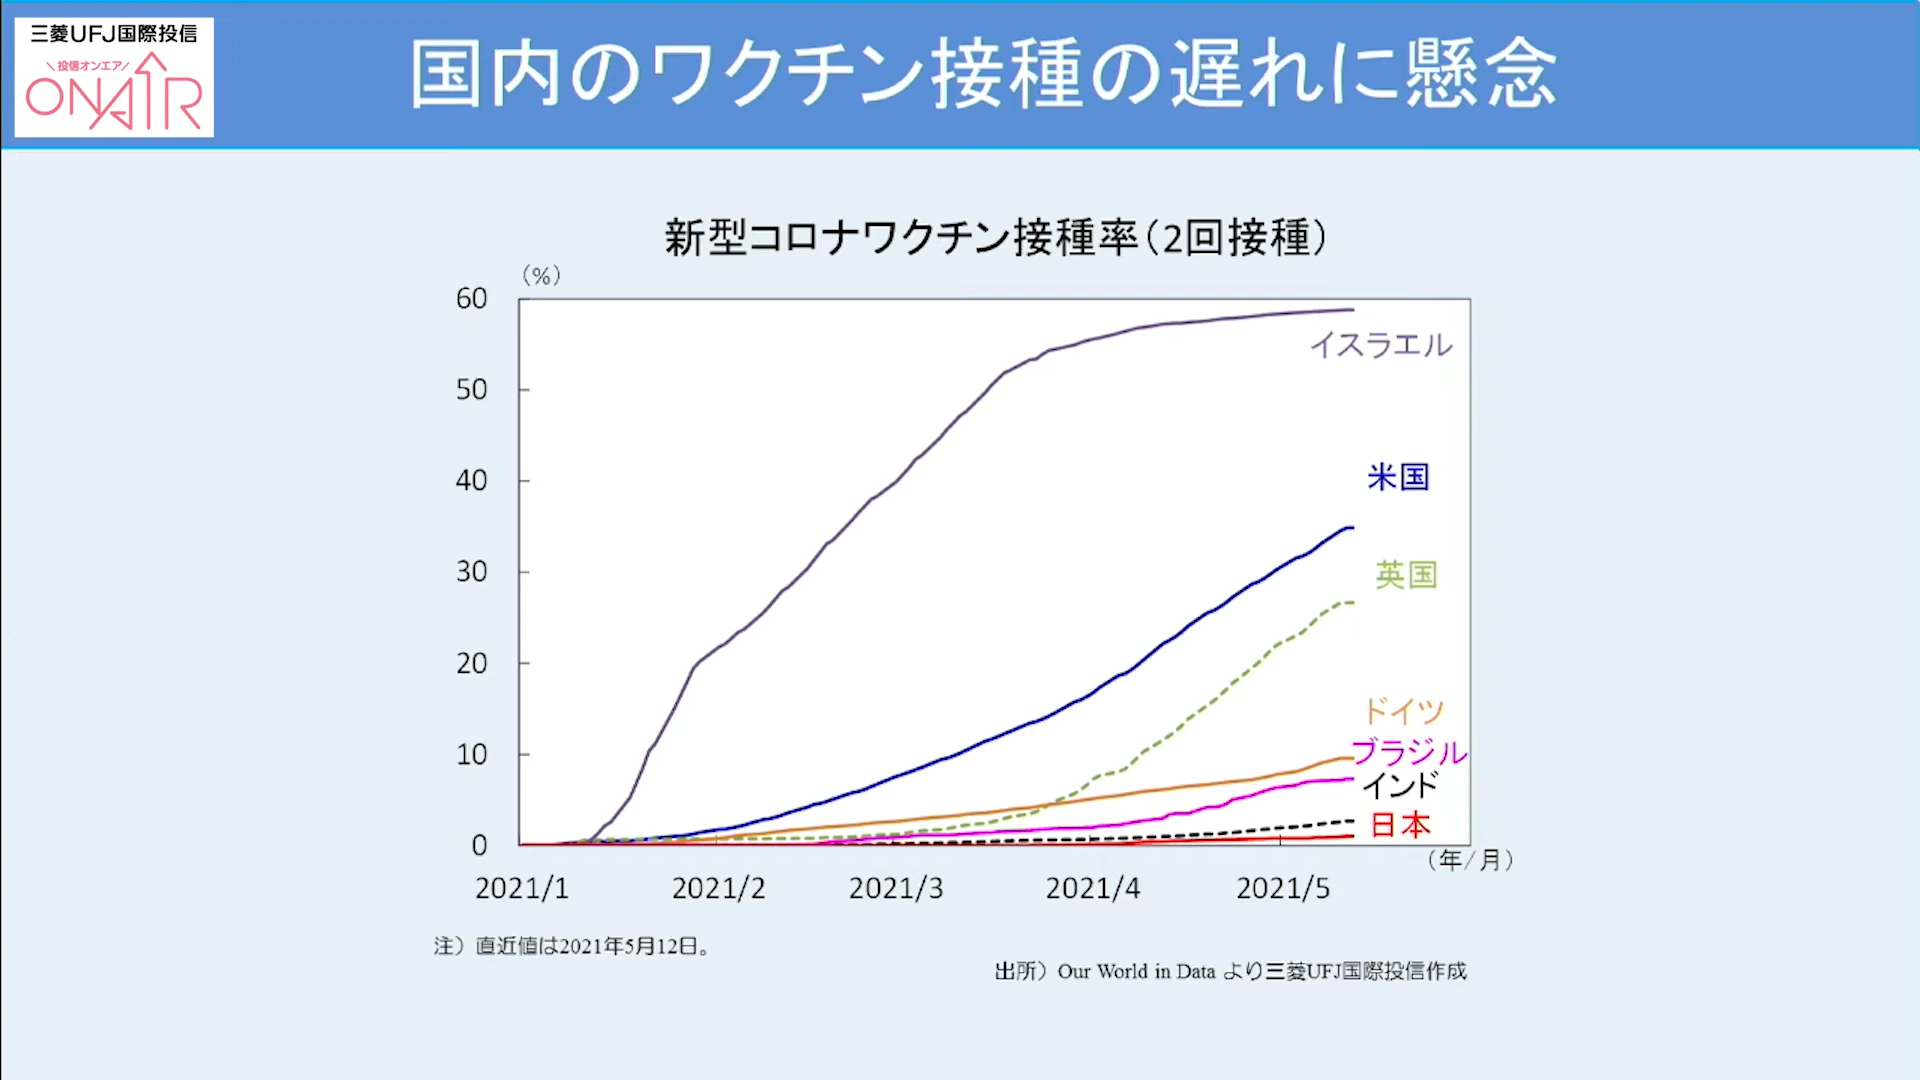 三菱UFJ国際投信
\投信オンエア/
ONAIR
国内のワクチン接種の遅れに懸念
新型コロナワクチン接種率(2回接種)
(%)
60
50
40
30
20
10
0
イスラエル
米国
英国
ドイツ
ブラジル
インド
日本
(年/月)
2021/1 2021/2 2021/3 2021/4 2021/5
注)直近値は2021年5月12日。
出所)Our World in Data より三菱UFJ国際投信作成